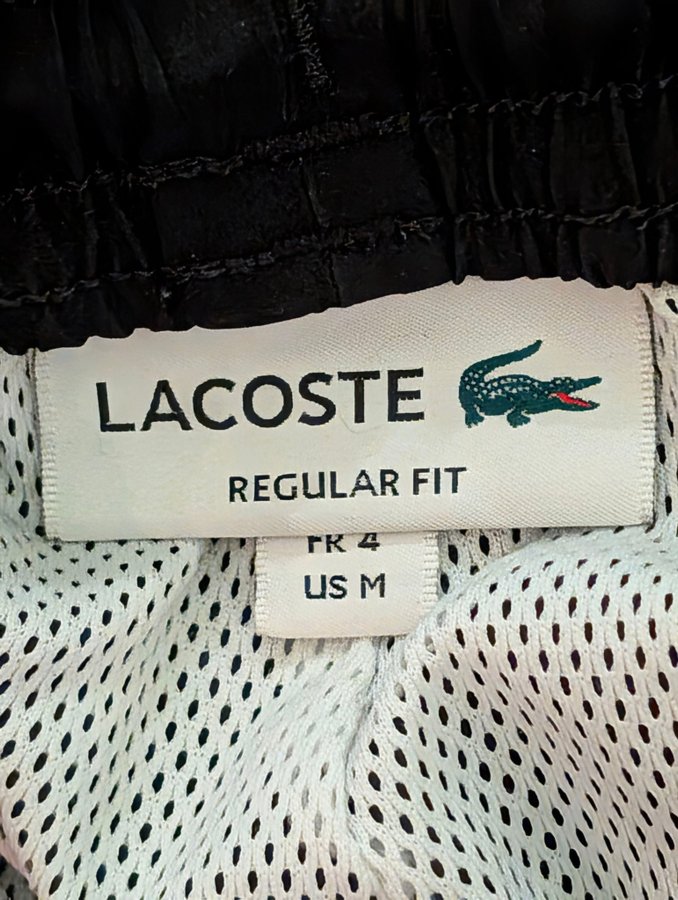 LACOSTE
REGULAR FIT
FR 4
US M